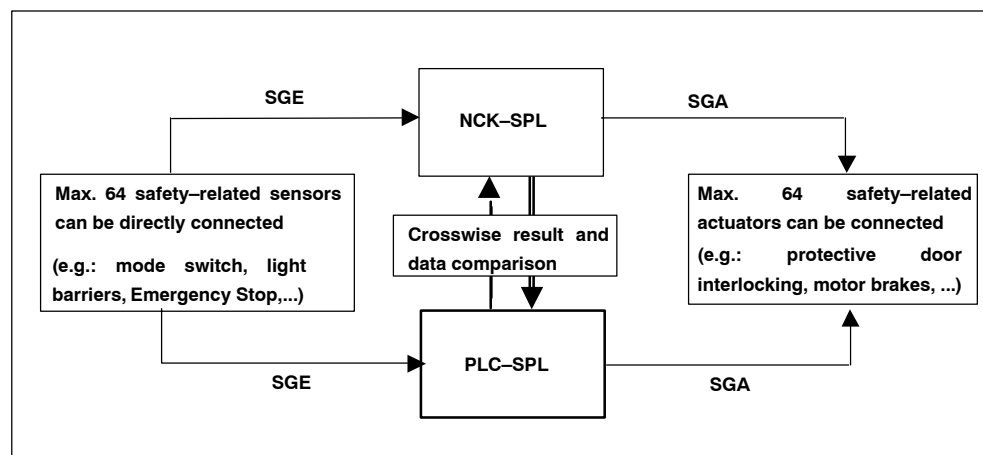 SGE
NCK–SPL
SGA
Max. 64 safety–related sensors
can be directly connected
(e.g.: mode switch, light
barriers, Emergency Stop,...)
Crosswise result and
data comparison
Max. 64 safety–related
actuators can be connected
(e.g.: protective door
interlocking, motor brakes, ...)
SGE
PLC–SPL
SGA